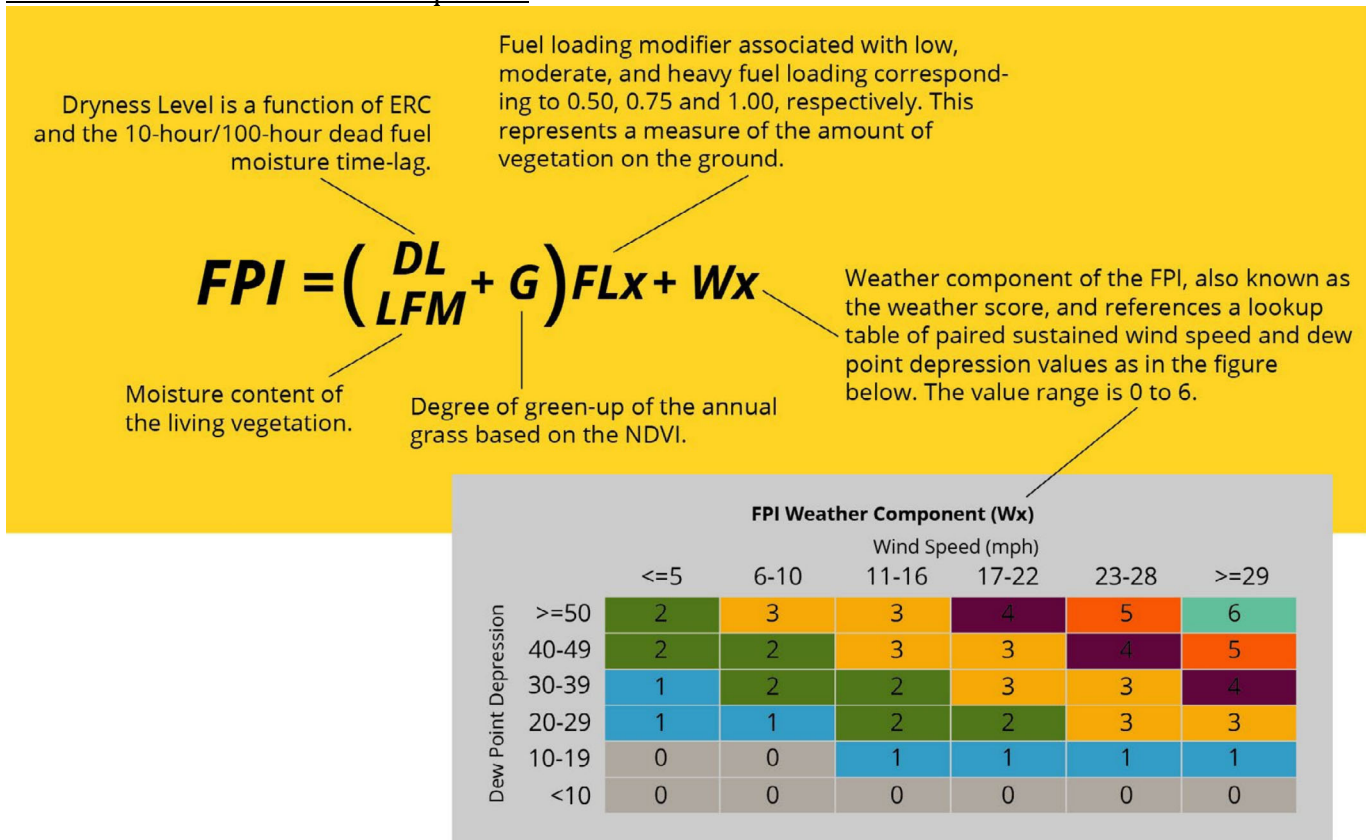 Fuel loading modifier associated with low,
moderate, and heavy fuel loading correspond-
ing to 0.50, 0.75 and 1.00, respectively. This
represents a measure of the amount of
vegetation on the ground.
Dryness Level is a function of ERC
and the 10-hour/100-hour dead fuel
moisture time-lag.
FPI = (DL/LFM + G)FLx + Wx
Weather component of the FPI, also known as
the weather score, and references a lookup
table of paired sustained wind speed and dew
point depression values as in the figure
below. The value range is 0 to 6.
Moisture content of
the living vegetation.
Degree of green-up of the annual
grass based on the NDVI.
FPI Weather Component (Wx)
Wind Speed (mph)
<=5 6-10 11-16 17-22 23-28 >=29
Dew Point Depression
>=50 2 3 3 4 5 6
40-49 2 2 3 3 4 5
30-39 1 2 2 3 3 4
20-29 1 1 2 2 3 3
10-19 0 0 1 1 1 1
<10 0 0 0 0 0 0